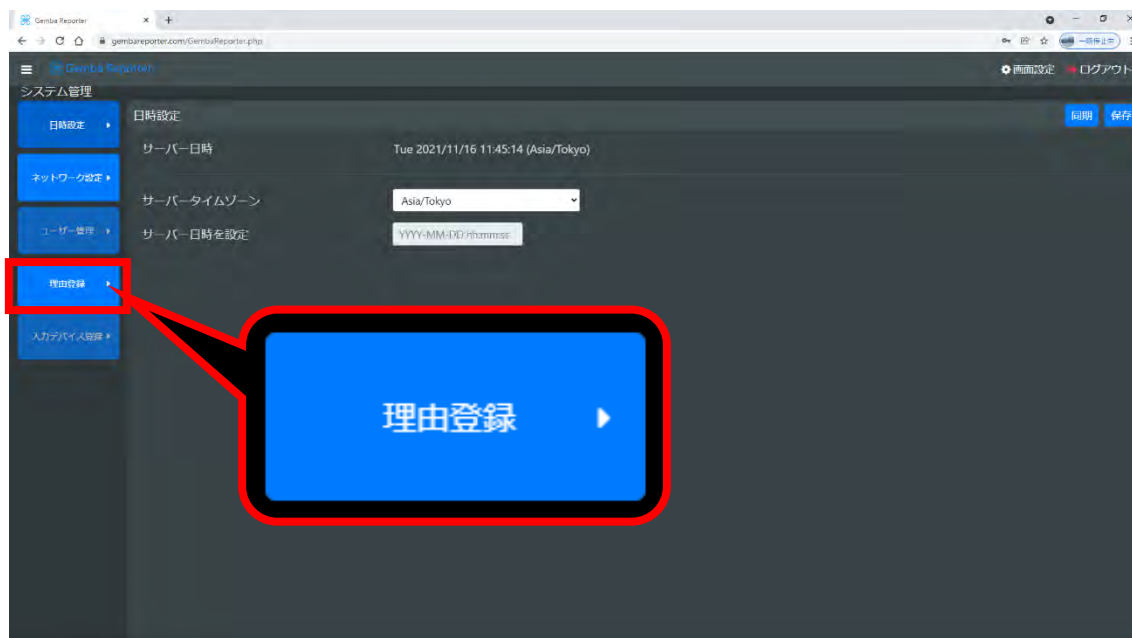 Gemba Reporter
gembareporter.com/GembaReporter.php
一時停止中
Gemba Reporter
画面設定
ログアウト
システム管理
日時設定
日時設定
同期
保存
サーバー日時
Tue 2021/11/16 11:45:14 (Asia/Tokyo)
ネットワーク設定
サーバータイムゾーン
Asia/Tokyo
ユーザー管理
サーバー日時を設定
YYYY-MM-DD hh:mm:ss
理由登録
入力デバイス登録
理由登録